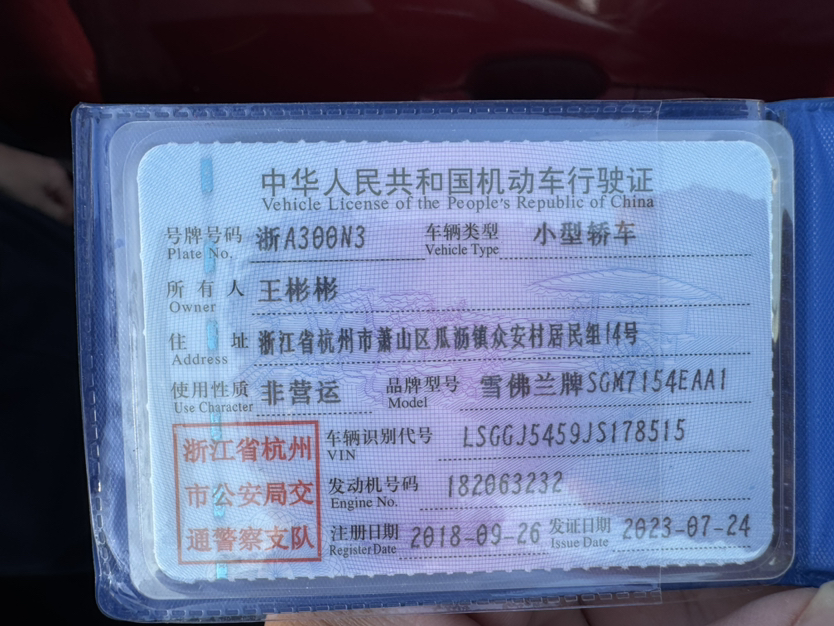 中华人民共和国机动车行驶证
Vehicle License of the People's Republic of China
号牌号码 浙A300N3 车辆类型 小型轿车
Plate No. Vehicle Type
所有人 王彬彬
Owner
住址 浙江省杭州市萧山区瓜沥镇众安村居民组14号
Address
使用性质 非营运 品牌型号 雪佛兰牌SGM7154EAA1
Use Character Model
浙江省杭州
市公安局交
通警察支队
车辆识别代号 LSGGJ5459JS178515
VIN
发动机号码 182063232
Engine No.
注册日期 2018-09-26 发证日期 2023-07-24
Register Date Issue Date